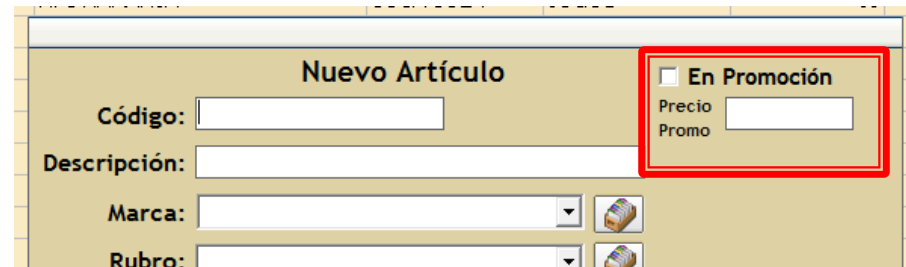 Nuevo Artículo
En Promoción
Código:
Precio
Promo
Descripción:
Marca:
Rubro: